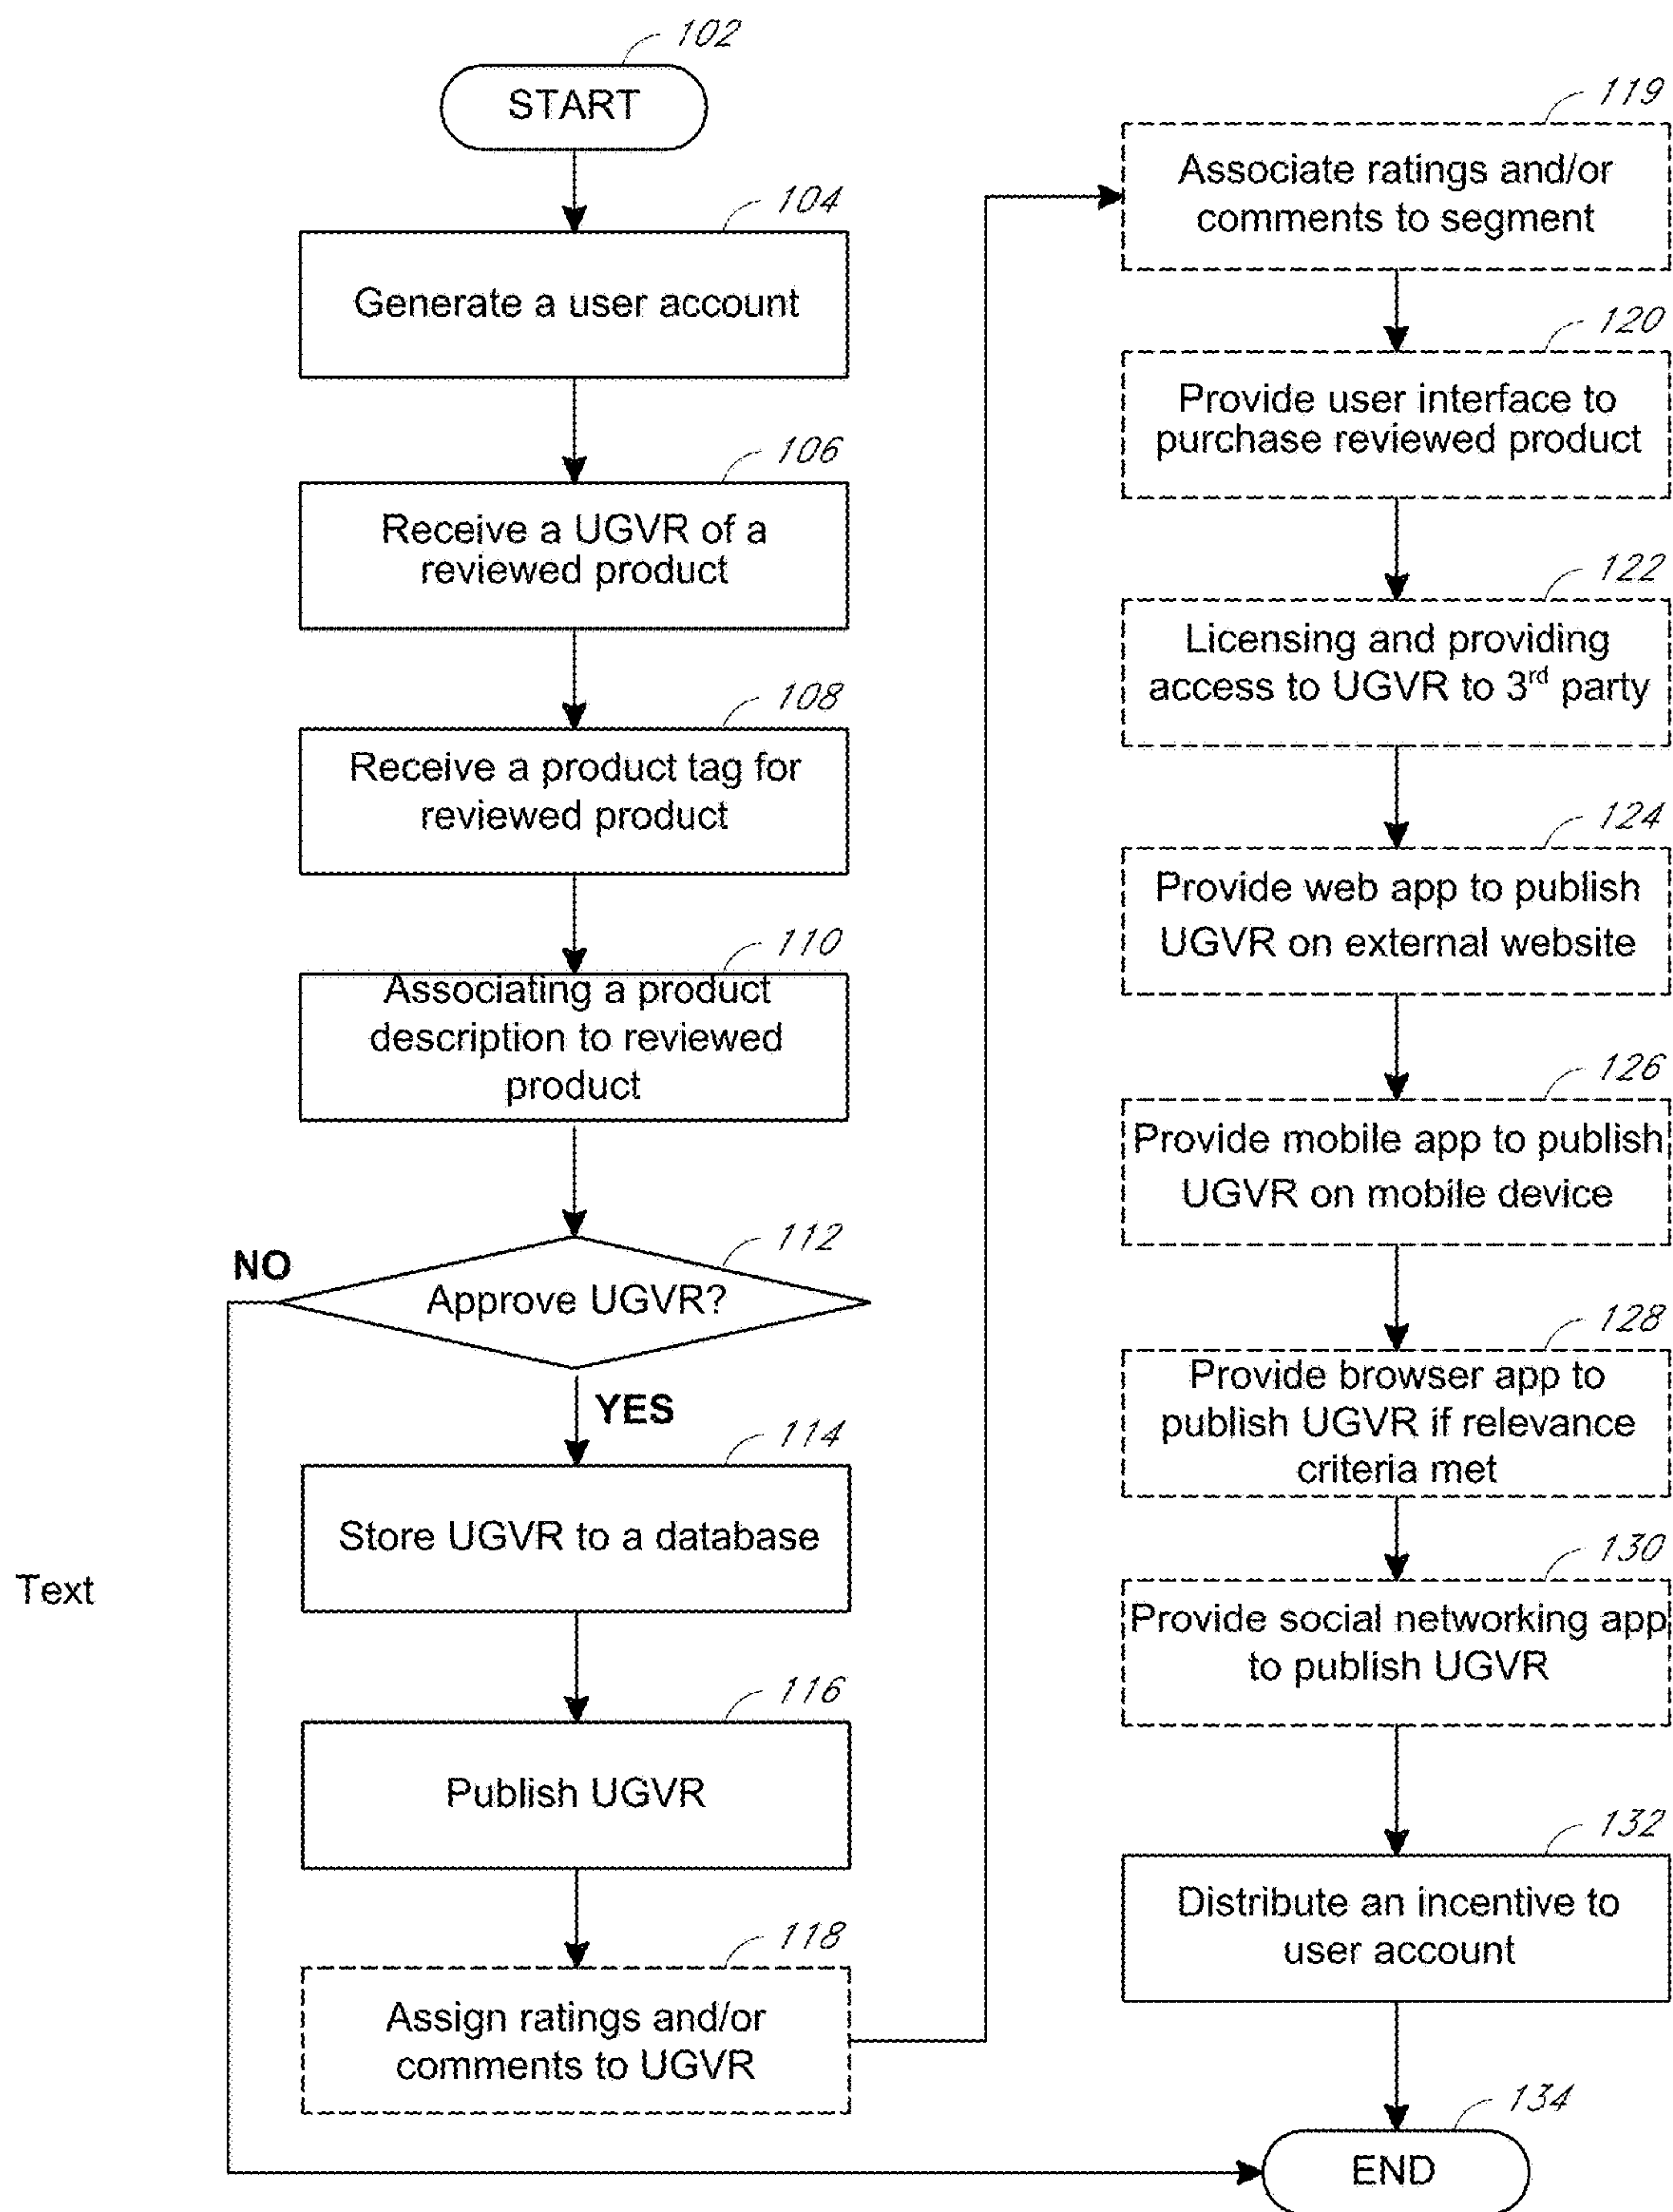 102
START
104
Generate a user account
106
Receive a UGVR of a
reviewed product
108
Receive a product tag for
reviewed product
110
Associating a product
description to reviewed
product
112
NO
Approve UGVR?
YES
114
Store UGVR to a database
Text
116
Publish UGVR
118
Assign ratings and/or
comments to UGVR
119
Associate ratings and/or
comments to segment
120
Provide user interface to
purchase reviewed product
122
Licensing and providing
access to UGVR to 3rd party
124
Provide web app to publish
UGVR on external website
126
Provide mobile app to publish
UGVR on mobile device
128
Provide browser app to
publish UGVR if relevance
criteria met
130
Provide social networking app
to publish UGVR
132
Distribute an incentive to
user account
134
END